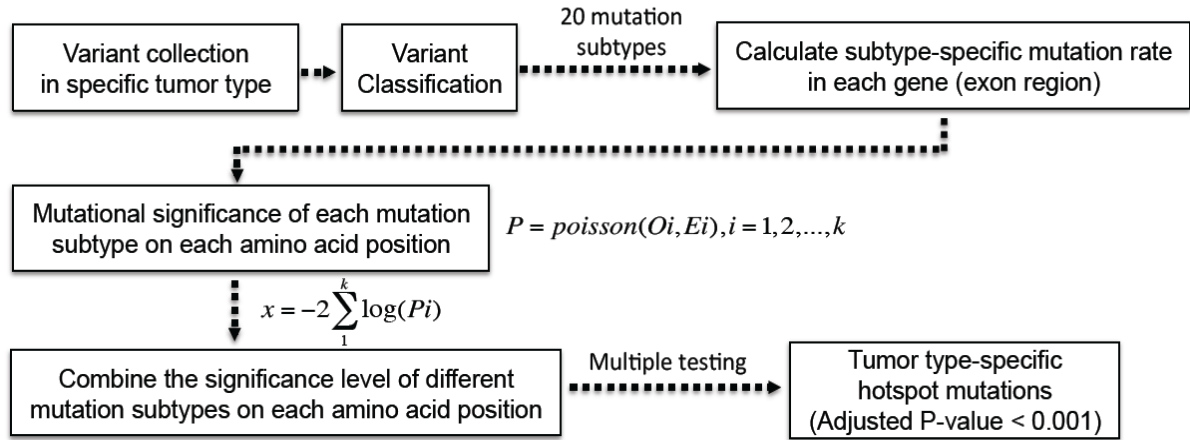 Variant collection
in specific tumor type
Variant
Classification
20 mutation
subtypes
Calculate subtype-specific mutation rate
in each gene (exon region)
Mutational significance of each mutation
subtype on each amino acid position
P = poisson(Oi,Ei),i = 1,2,...,k
x = −2∑₁ᵏ log(Pi)
Combine the significance level of different
mutation subtypes on each amino acid position
Multiple testing
Tumor type-specific
hotspot mutations
(Adjusted P-value < 0.001)